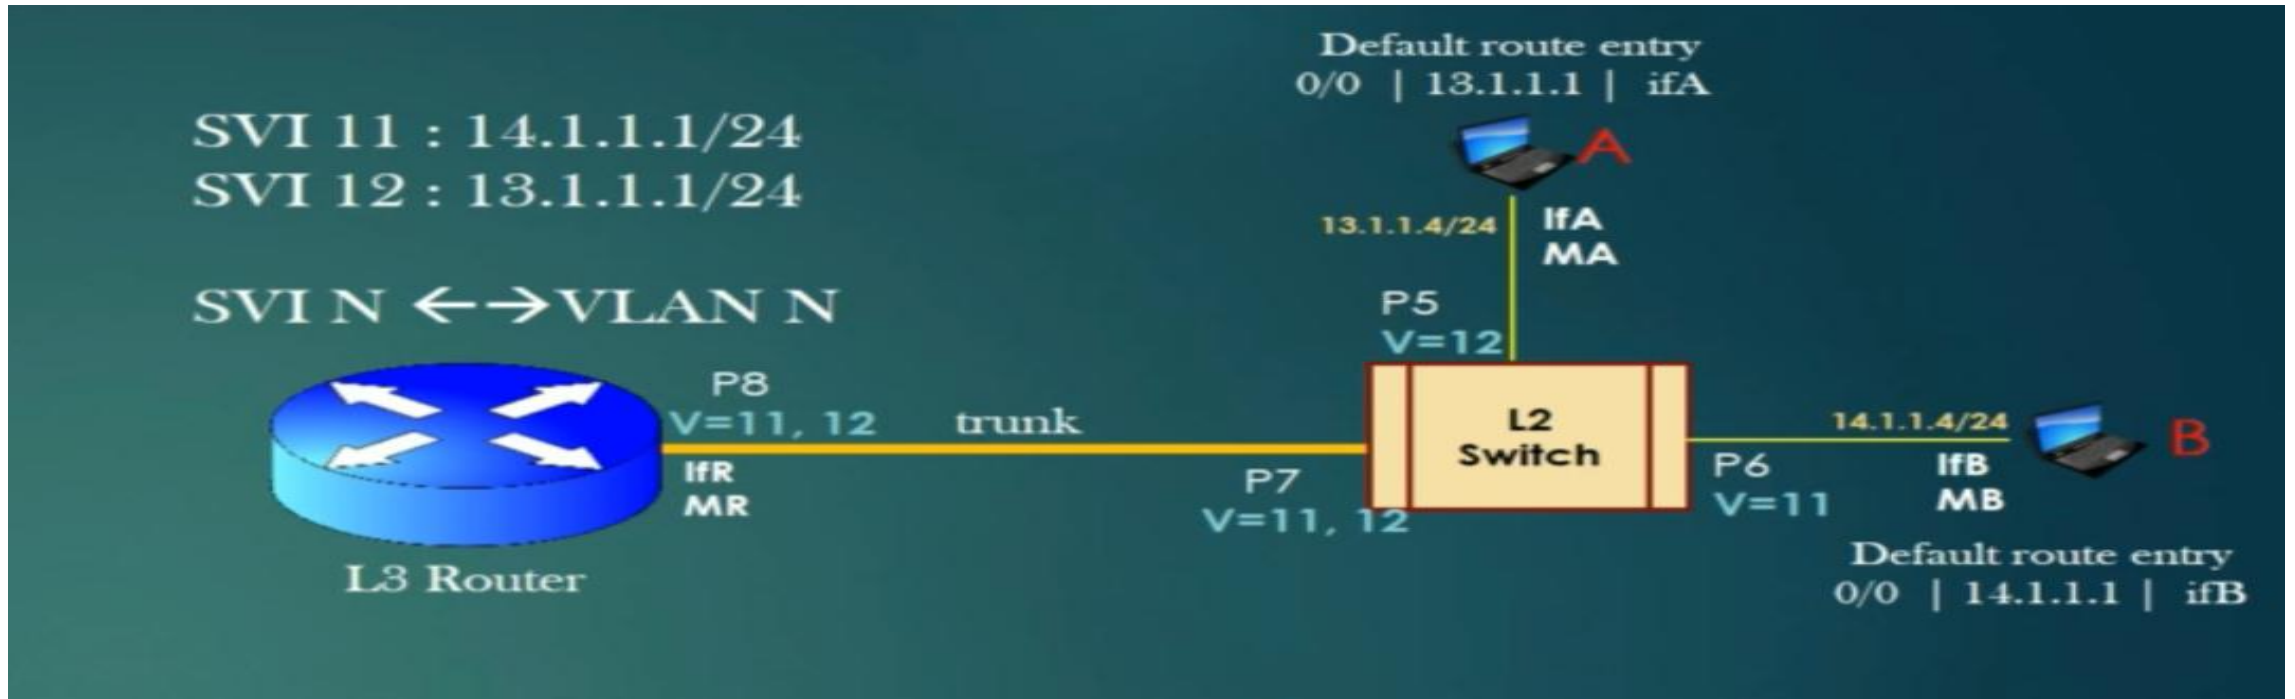 SVI 11 : 14.1.1.1/24
SVI 12 : 13.1.1.1/24
SVI N ←→VLAN N
Default route entry
0/0 | 13.1.1.1 | ifA
A
13.1.1.4/24
IfA
MA
P5
V=12
P8
V=11, 12
trunk
IfR
MR
L3 Router
P7
V=11, 12
L2
Switch
14.1.1.4/24
B
P6
V=11
IfB
MB
Default route entry
0/0 | 14.1.1.1 | ifB